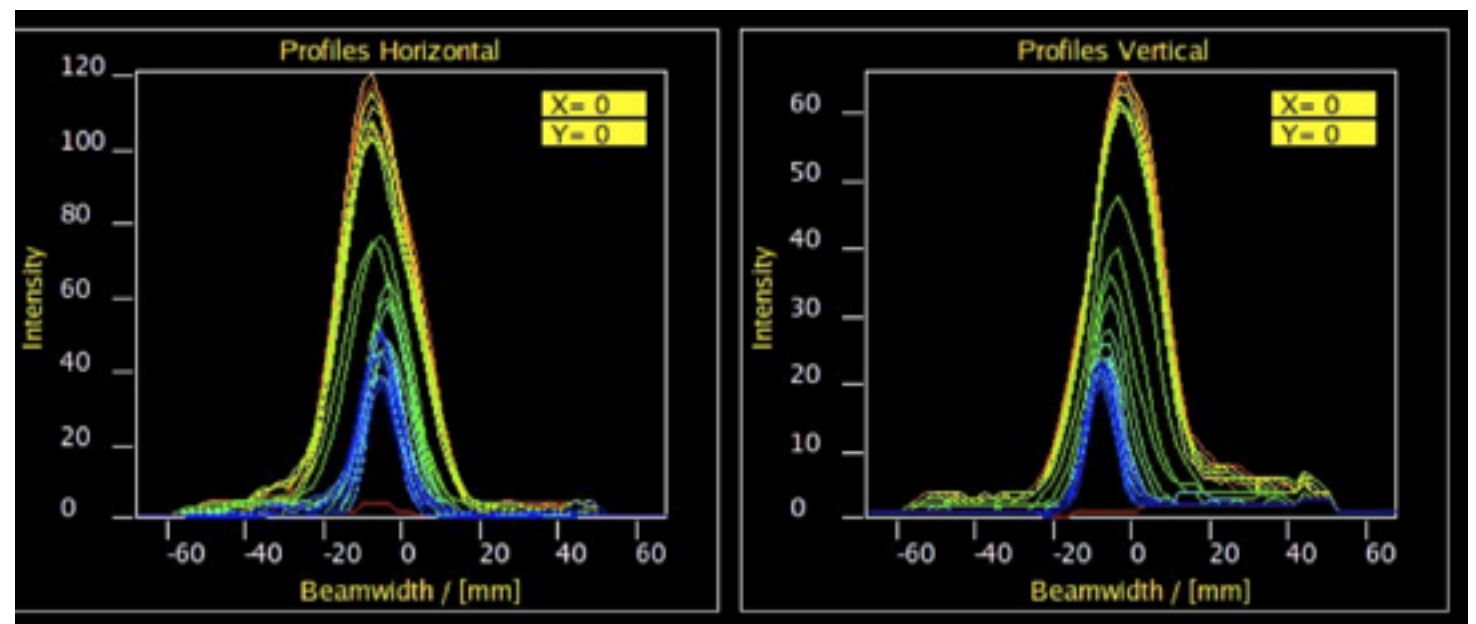 Profiles Horizontal
120
100
80
60
40
20
0
Intensity
X= 0
Y= 0
-60 -40 -20 0 20 40 60
Beamwidth / [mm]
Profiles Vertical
60
50
40
30
20
10
0
Intensity
X= 0
Y= 0
-60 -40 -20 0 20 40 60
Beamwidth / [mm]